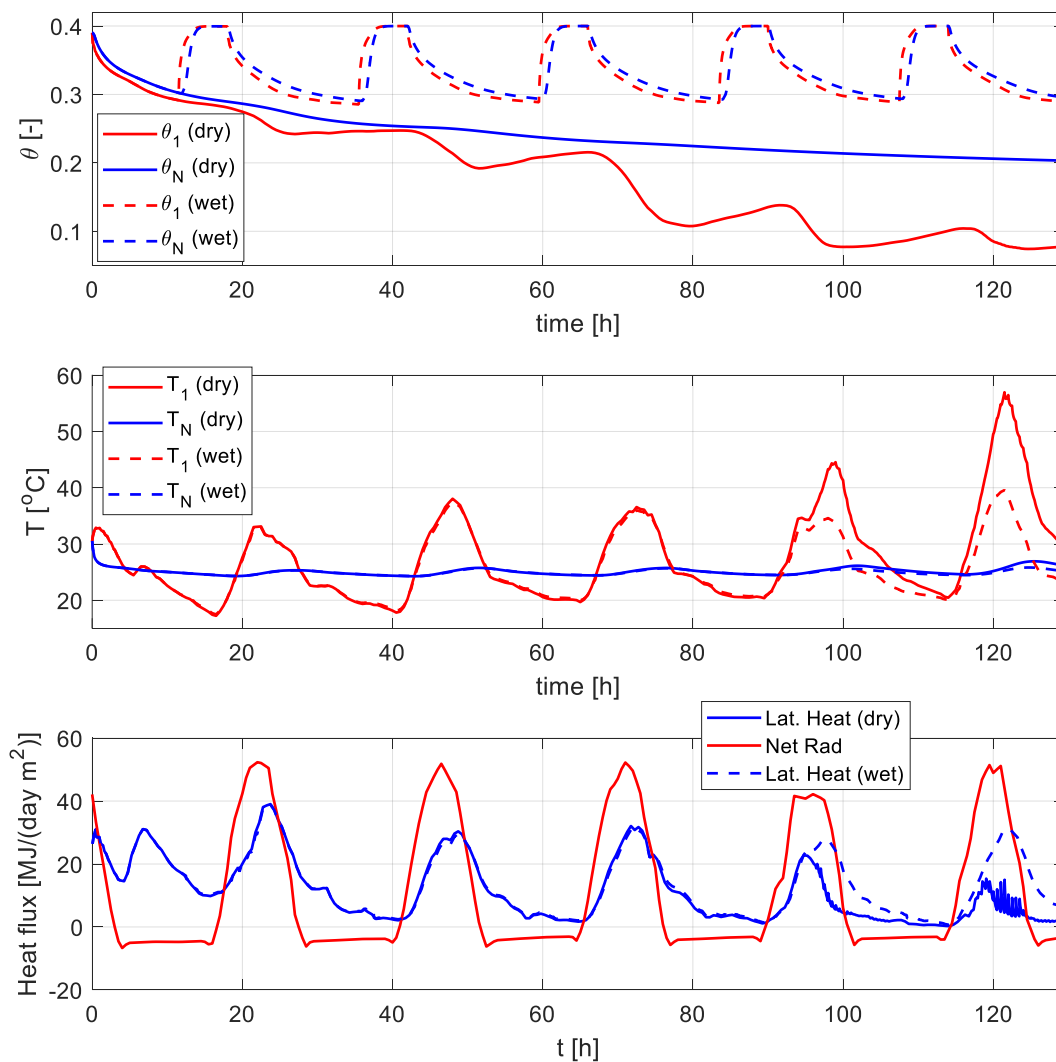 0.4
0.3
0.2
0.1
θ [-]
θ1 (dry)
θN (dry)
θ1 (wet)
θN (wet)
0 20 40 60 80 100 120
time [h]
60
50
40
30
20
T [oC]
T1 (dry)
TN (dry)
T1 (wet)
TN (wet)
0 20 40 60 80 100 120
time [h]
Lat. Heat (dry)
Net Rad
Lat. Heat (wet)
60
40
20
0
-20
Heat flux [MJ/(day m2)]
0 20 40 60 80 100 120
t [h]